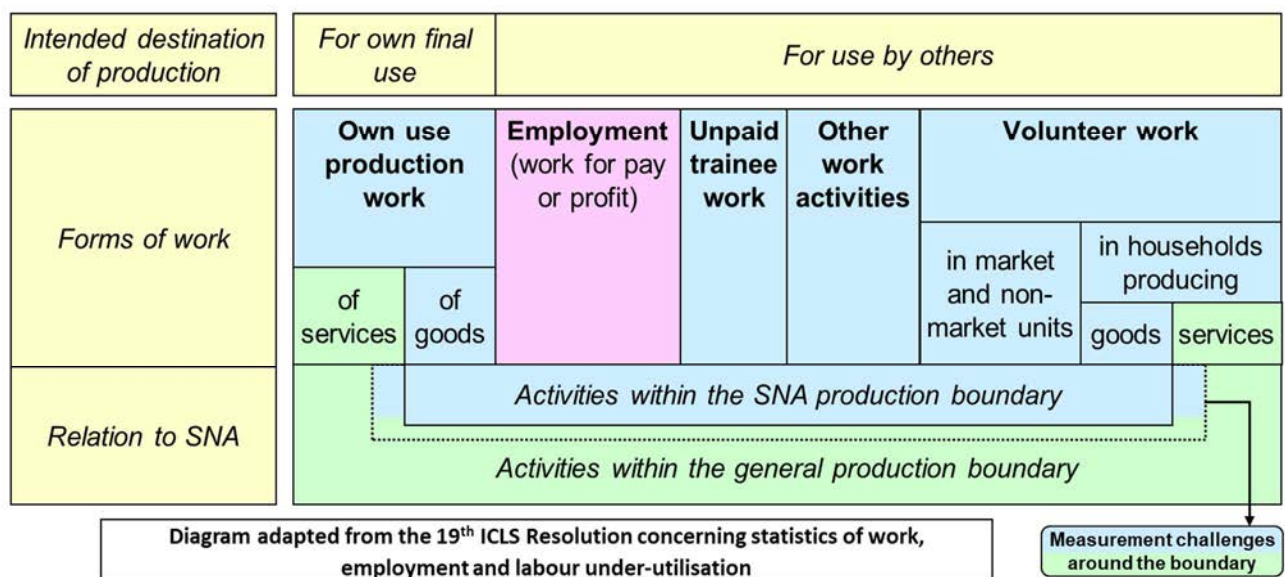 Intended destination
of production
For own final
use
For use by others
Forms of work
Own use
production
work
of
services
of
goods
Employment
(work for pay
or profit)
Unpaid
trainee
work
Other
work
activities
Volunteer work
in market
and non-
market units
in households
producing
goods
services
Relation to SNA
Activities within the SNA production boundary
Activities within the general production boundary
Diagram adapted from the 19th ICLS Resolution concerning statistics of work,
employment and labour under-utilisation
Measurement challenges
around the boundary